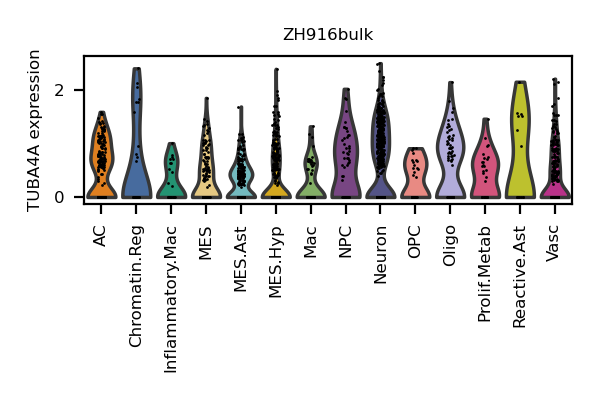 ZH916bulk
TUBA4A expression
2
0
AC
Chromatin.Reg
Inflammatory.Mac
MES
MES.Ast
MES.Hyp
Mac
NPC
Neuron
OPC
Oligo
Prolif.Metab
Reactive.Ast
Vasc